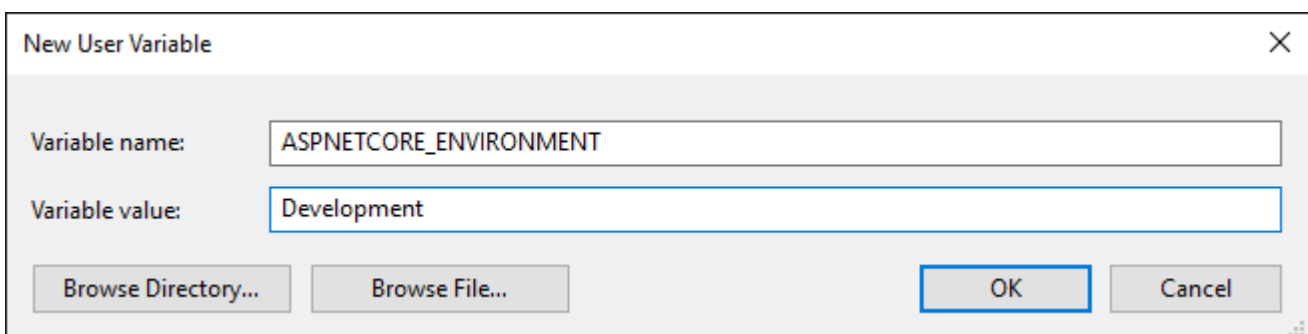 New User Variable
Variable name: ASPNETCORE_ENVIRONMENT
Variable value: Development
Browse Directory... Browse File... OK Cancel